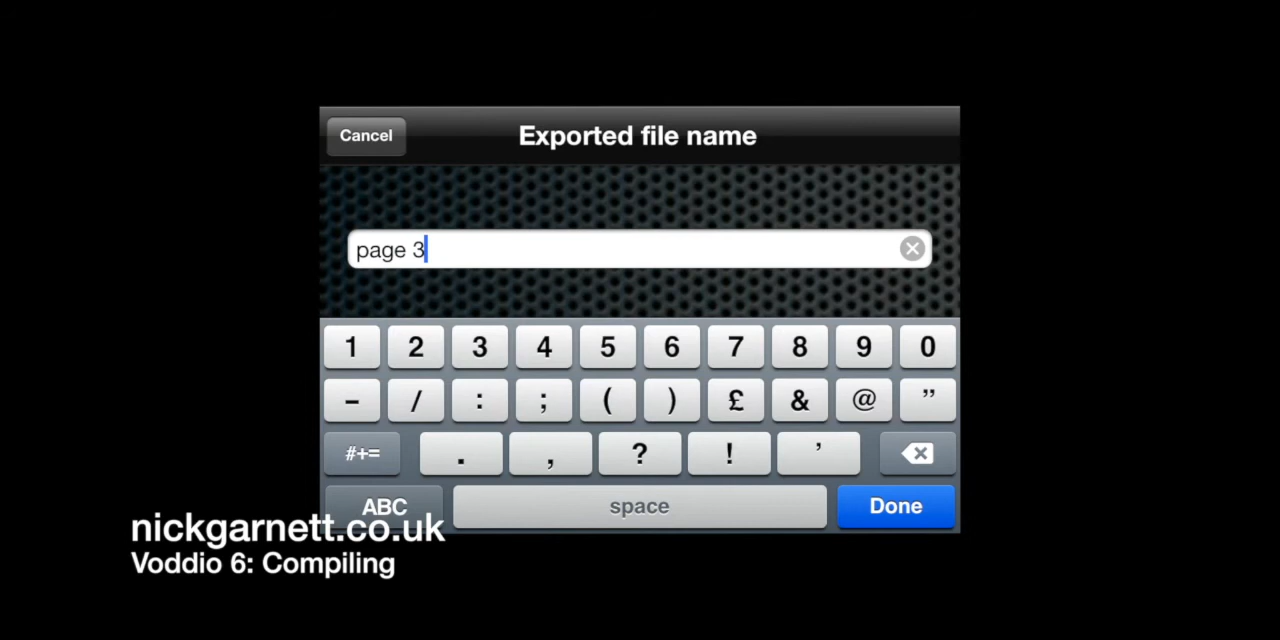 Cancel
Exported file name
page 3
1 2 3 4 5 6 7 8 9 0
- / : ; ( ) £ & @ ”
#+= . , ? ! ’
ABC space Done
nickgarnett.co.uk
Voddio 6: Compiling